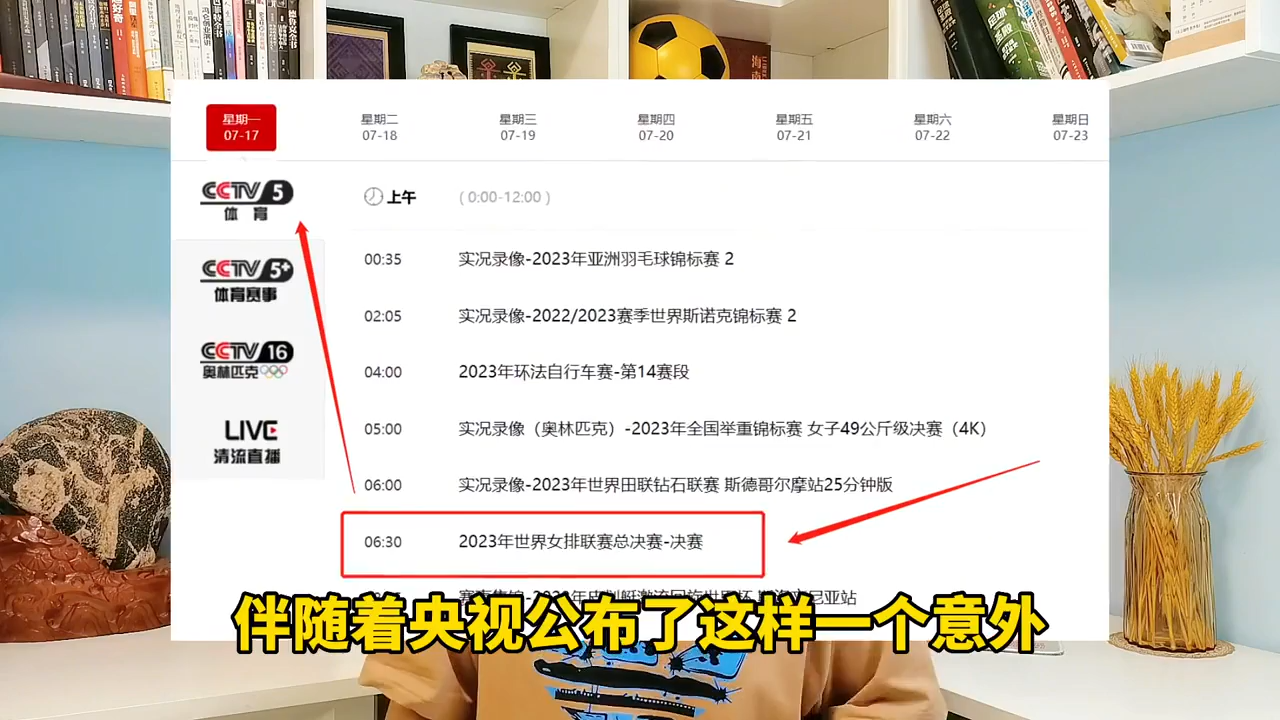 星期一
07-17
星期二
07-18
星期三
07-19
星期四
07-20
星期五
07-21
星期六
07-22
星期日
07-23
CCTV 5
体育
CCTV 5+
体育赛事
CCTV 16
奥林匹克
LIVE
清流直播
上午 (0:00-12:00)
00:35 实况录像-2023年亚洲羽毛球锦标赛 2
02:05 实况录像-2022/2023赛季世界斯诺克锦标赛 2
04:00 2023年环法自行车赛-第14赛段
05:00 实况录像（奥林匹克）-2023年全国举重锦标赛 女子49公斤级决赛（4K）
06:00 实况录像-2023年世界田联钻石联赛 斯德哥尔摩站25分钟版
06:30 2023年世界女排联赛总决赛-决赛
伴随着央视公布了这样一个意外